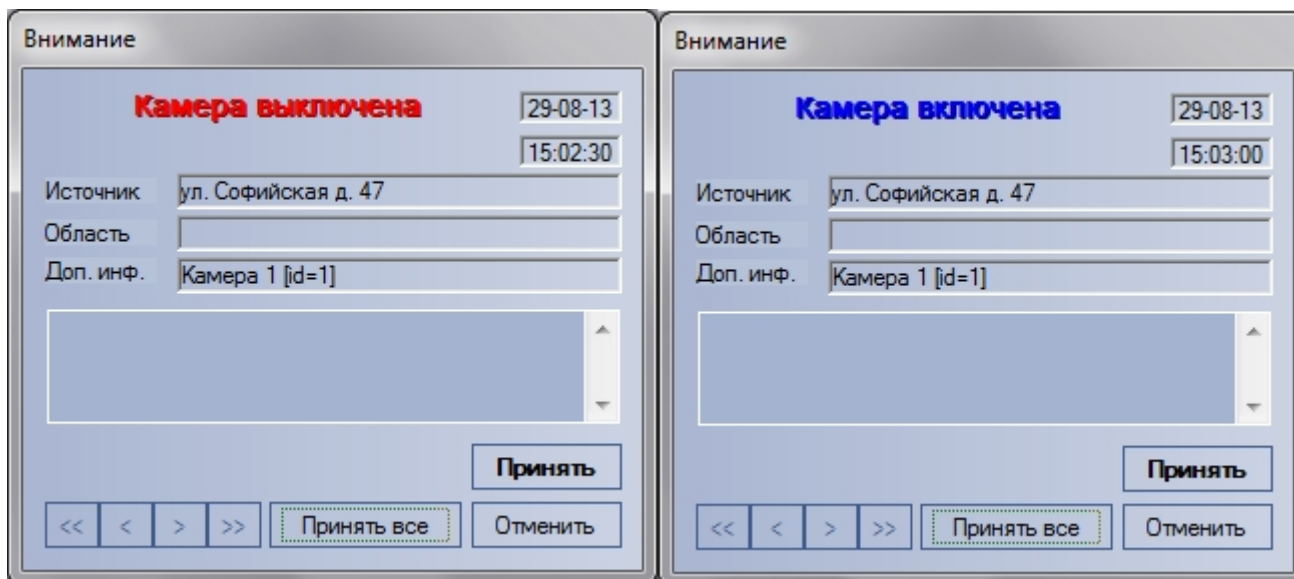 Внимание
Камера выключена
29-08-13
15:02:30
Источник ул. Софийская д. 47
Область
Доп. инф. Камера 1 [id=1]
Принять
<< < > >> Принять все Отменить
Внимание
Камера включена
29-08-13
15:03:00
Источник ул. Софийская д. 47
Область
Доп. инф. Камера 1 [id=1]
Принять
<< < > >> Принять все Отменить